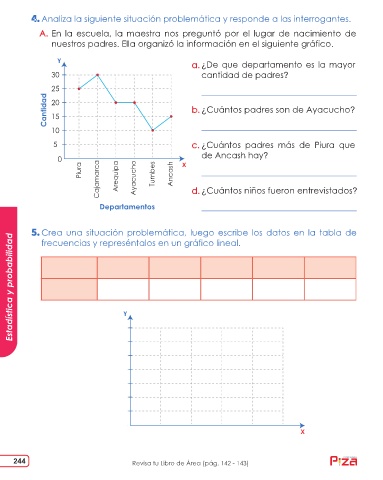 4. Analiza la siguiente situación problemática y responde a las interrogantes.
A. En la escuela, la maestra nos preguntó por el lugar de nacimiento de
nuestros padres. Ella organizó la información en el siguiente gráfico.
Y
30
25
20
15
10
5
0
Cantidad
Piura
Cajamarca
Arequipa
Ayacucho
Tumbes
Ancash
X
Departamentos
a. ¿De que departamento es la mayor
cantidad de padres?
b. ¿Cuántos padres son de Ayacucho?
c. ¿Cuántos padres más de Piura que
de Ancash hay?
d. ¿Cuántos niños fueron entrevistados?
5. Crea una situación problemática, luego escribe los datos en la tabla de
frecuencias y represéntalos en un gráfico lineal.
Y
X
Estadística y probabilidad
244
Revisa tu Libro de Área (pág. 142 - 143)
Piza